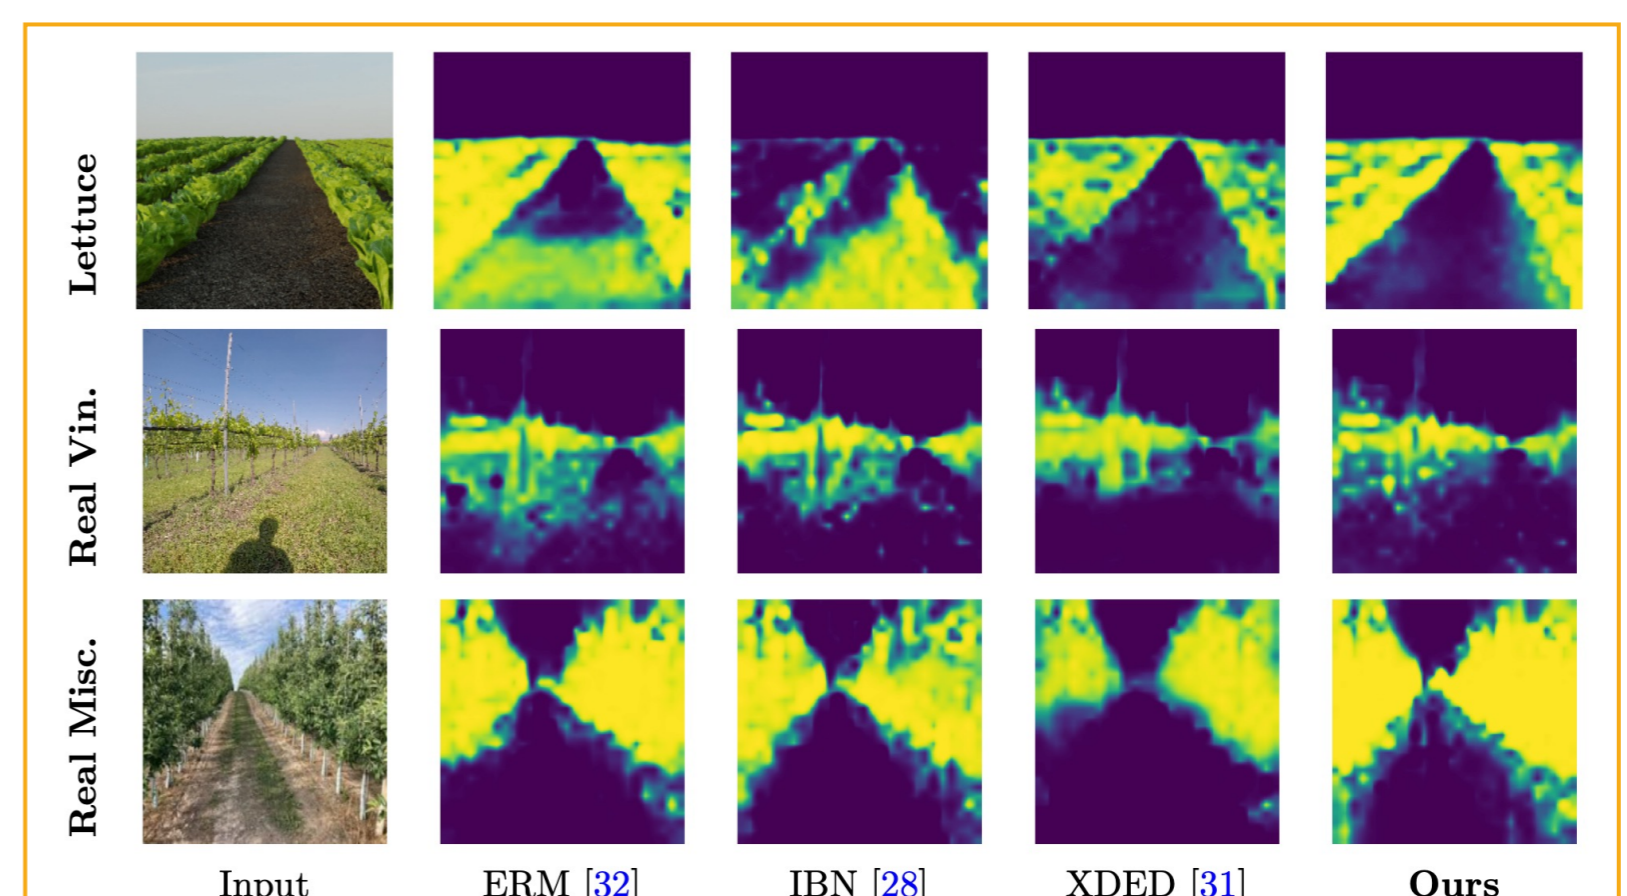 Lettuce
Real Vin.
Real Misc.
Input
ERM [32]
IBN [28]
XDED [31]
Ours